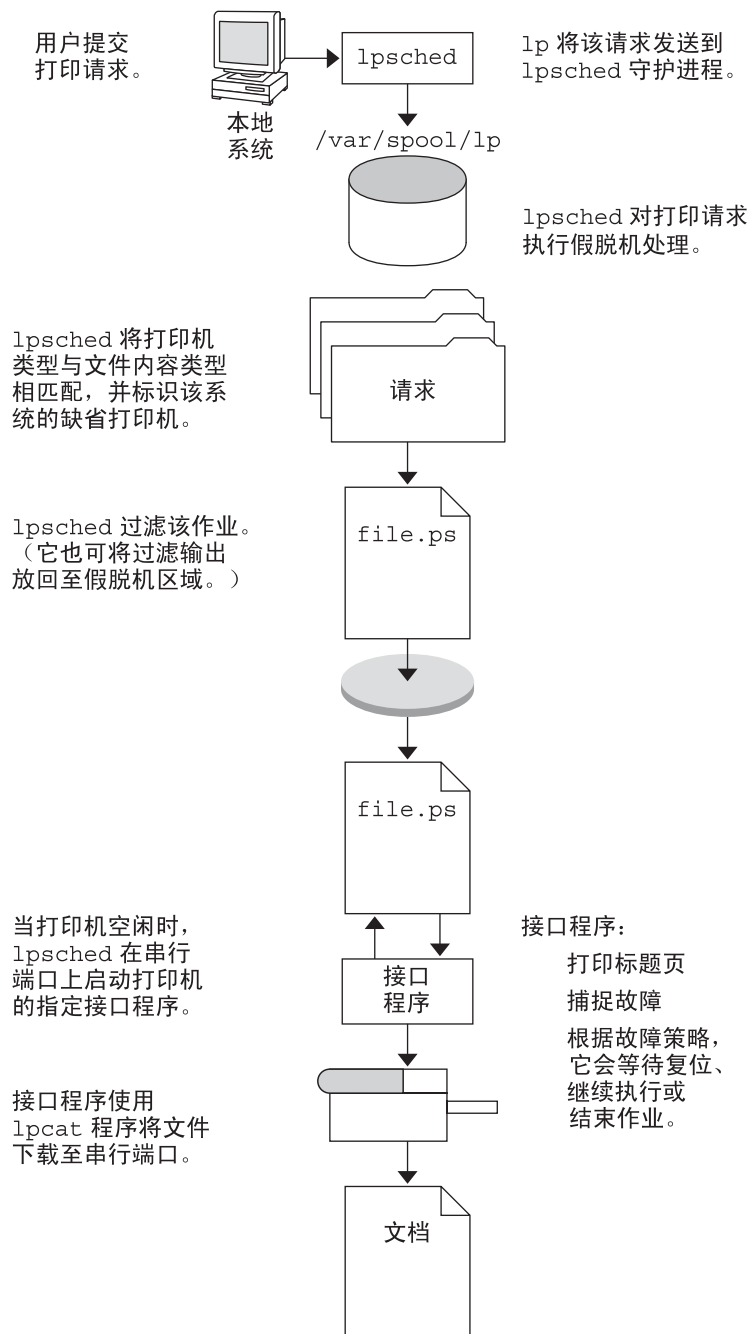 用户提交
打印请求。
本地
系统
lpsched
lp 将该请求发送到
lpsched 守护进程。
/var/spool/lp
lpsched 对打印请求
执行假脱机处理。
lpsched 将打印机
类型与文件内容类型
相匹配，并标识该系
统的缺省打印机。
请求
lpsched 过滤该作业。
（它也可将过滤输出
放回至假脱机区域。）
file.ps
file.ps
当打印机空闲时，
lpsched 在串行
端口上启动打印机
的指定接口程序。
接口
程序
接口程序：
打印标题页
捕捉故障
根据故障策略，
它会等待复位、
继续执行或
结束作业。
接口程序使用
lpcat 程序将文件
下载至串行端口。
文档